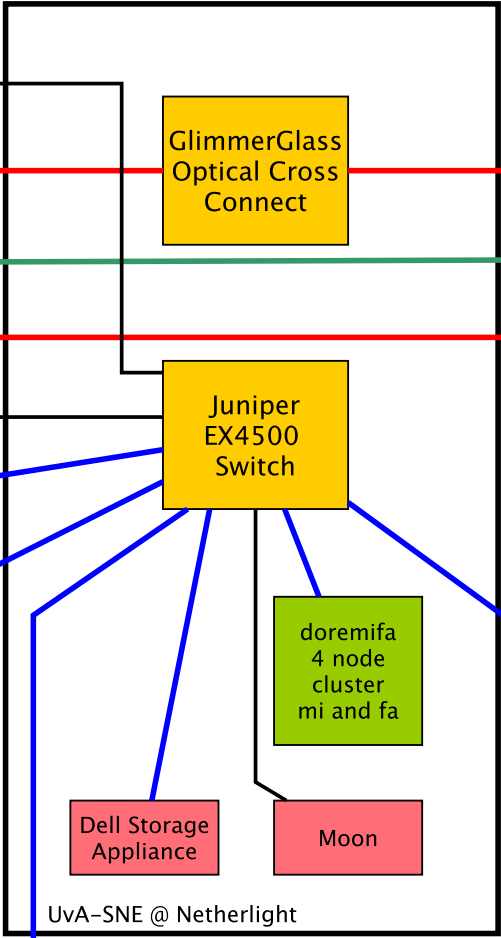 GlimmerGlass
Optical Cross
Connect
Juniper
EX4500
Switch
doremifa
4 node
cluster
mi and fa
Dell Storage
Appliance
Moon
UvA-SNE @ Netherlight